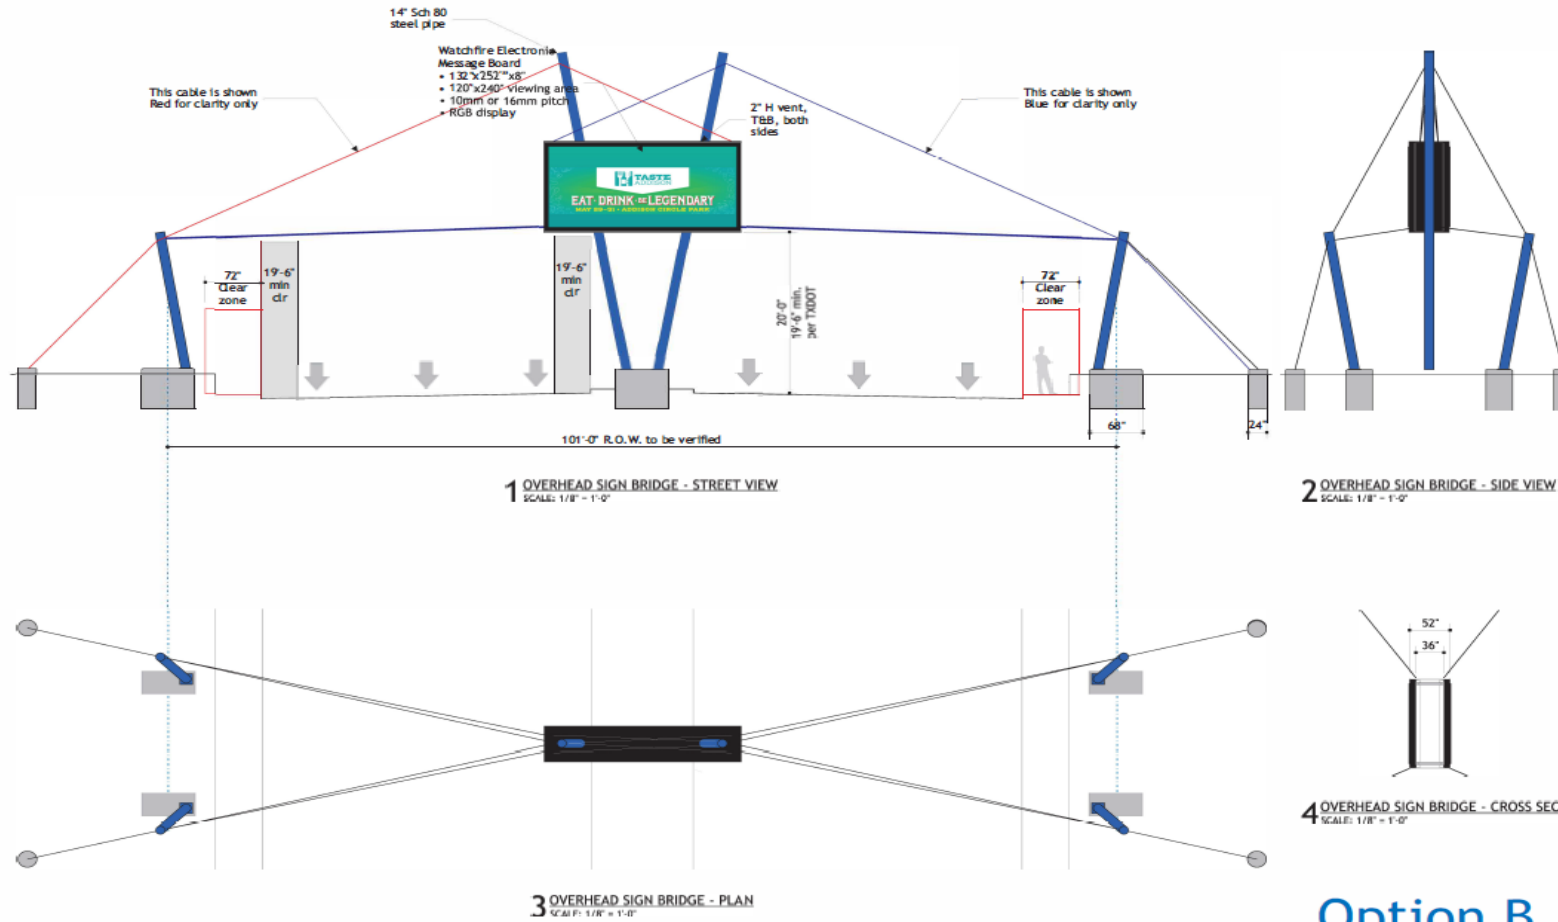 14" Sch 80
steel pipe
Watchfire Electronic
Message Board
• 132"x252"x8"
• 120"x240" viewing area
• 10mm or 16mm pitch
• RGB display
This cable is shown
Red for clarity only
2" H vent,
T&B, both
sides
This cable is shown
Blue for clarity only
TASTE
ADDISON
EAT · DRINK · BE LEGENDARY
ADDISON CIRCLE PARK
72"
Clear
zone
19'-6"
min
clr
19'-6"
min
clr
20'-0"
19'-6" min.
per TXDOT
72"
Clear
zone
68"
24"
101'-0" R.O.W. to be verified
1 OVERHEAD SIGN BRIDGE - STREET VIEW
SCALE: 1/8" = 1'-0"
2 OVERHEAD SIGN BRIDGE - SIDE VIEW
SCALE: 1/8" = 1'-0"
52"
36"
3 OVERHEAD SIGN BRIDGE - PLAN
SCALE: 1/8" = 1'-0"
4 OVERHEAD SIGN BRIDGE - CROSS SEC
SCALE: 1/8" = 1'-0"
Option B